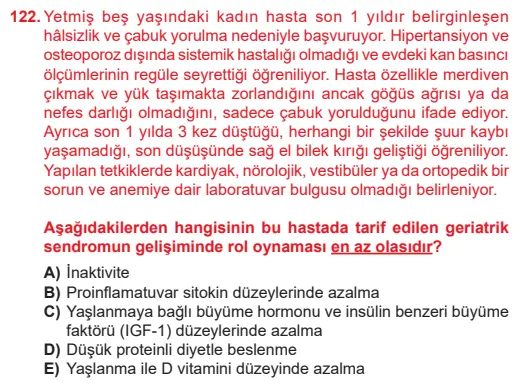 122. Yetmiş beş yaşındaki kadın hasta son 1 yıldır belirginleşen
hâlsizlik ve çabuk yorulma nedeniyle başvuruyor. Hipertansiyon ve
osteoporoz dışında sistemik hastalığı olmadığı ve evdeki kan basıncı
ölçümlerinin regüle seyrettiği öğreniliyor. Hasta özellikle merdiven
çıkmak ve yük taşımakta zorlandığını ancak göğüs ağrısı ya da
nefes darlığı olmadığını, sadece çabuk yorulduğunu ifade ediyor.
Ayrıca son 1 yılda 3 kez düştüğü, herhangi bir şekilde şuur kaybı
yaşamadığı, son düşüşünde sağ el bilek kırığı geliştiği öğreniliyor.
Yapılan tetkiklerde kardiyak, nörolojik, vestibüler ya da ortopedik bir
sorun ve anemiye dair laboratuvar bulgusu olmadığı belirleniyor.
Aşağıdakilerden hangisinin bu hastada tarif edilen geriatrik
sendromun gelişiminde rol oynaması en az olasıdır?
A) İnaktivite
B) Proinflamatuvar sitokin düzeylerinde azalma
C) Yaşlanmaya bağlı büyüme hormonu ve insülin benzeri büyüme
faktörü (IGF-1) düzeylerinde azalma
D) Düşük proteinli diyetle beslenme
E) Yaşlanma ile D vitamini düzeyinde azalma